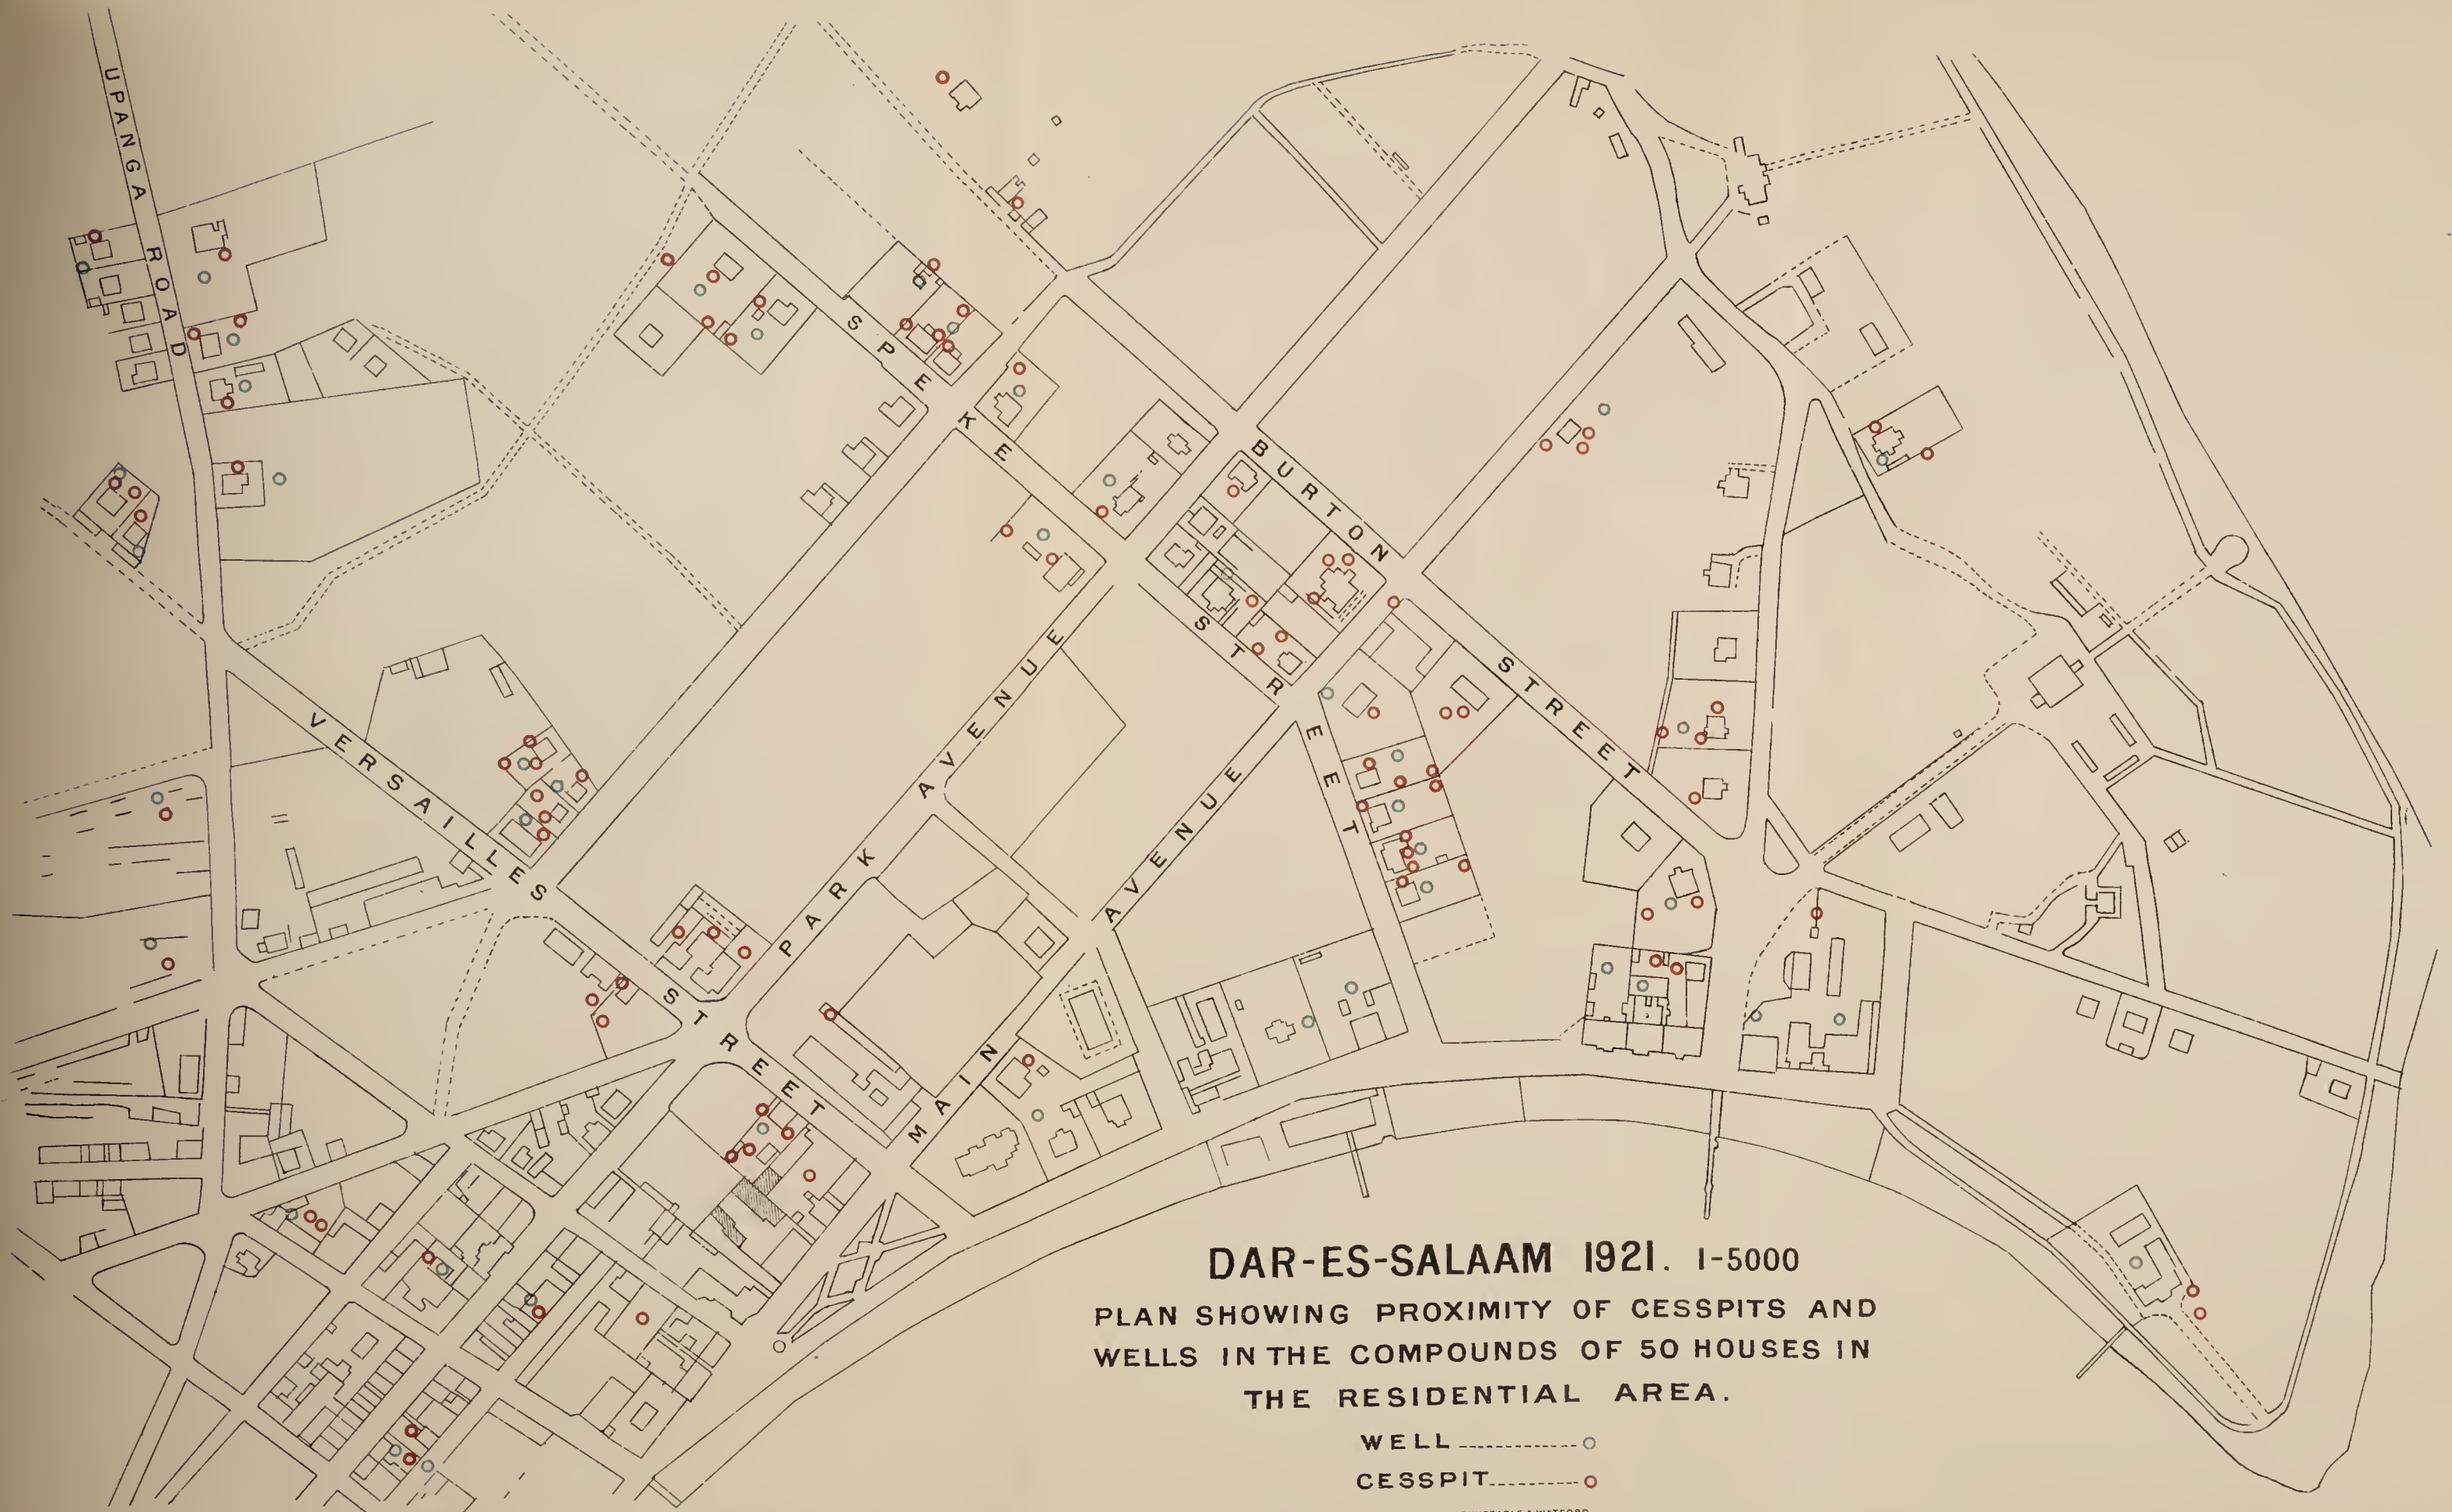 UPANGA ROAD
SPEKE STREET
BURTON STREET
VERSAILLES STREET
PARK AVENUE
MAIN AVENUE
DAR-ES-SALAAM 1921. 1-5000
PLAN SHOWING PROXIMITY OF CESSPITS AND
WELLS IN THE COMPOUNDS OF 50 HOUSES IN
THE RESIDENTIAL AREA.
WELL
CESSPIT